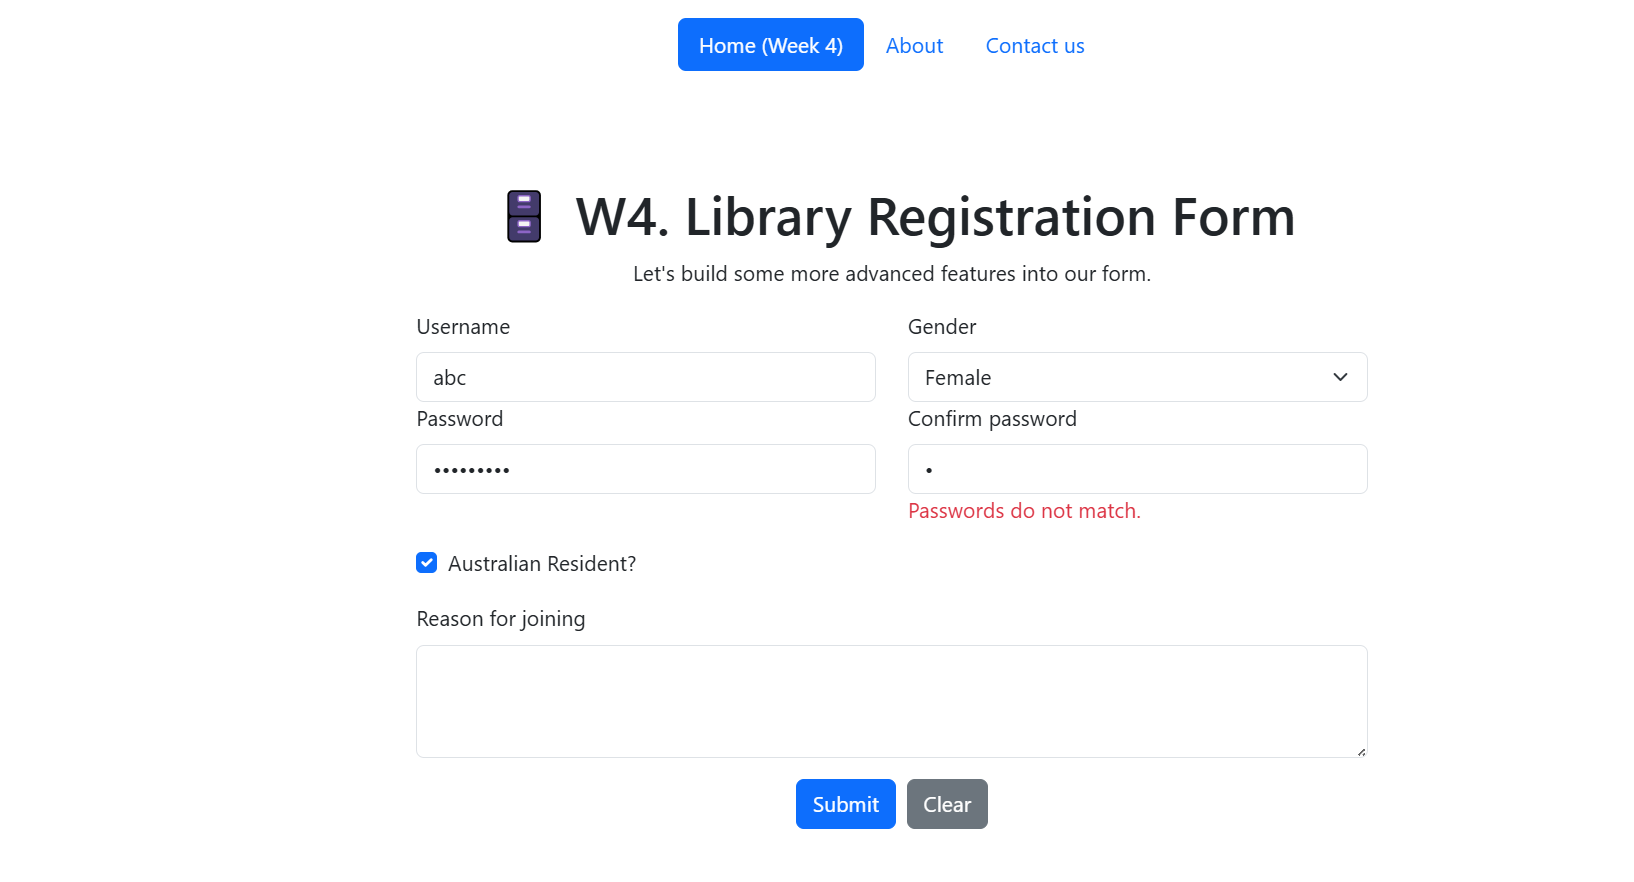 Home (Week 4) About Contact us
W4. Library Registration Form
Let's build some more advanced features into our form.
Username Gender
abc Female
Password Confirm password
••••••••• •
Passwords do not match.
Australian Resident?
Reason for joining
Submit Clear